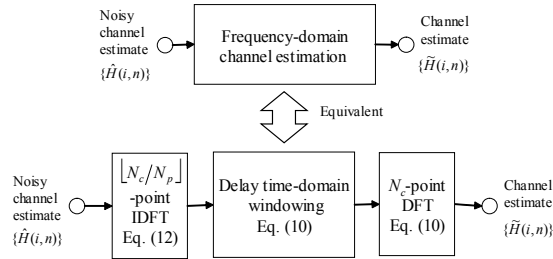 Noisy
channel
estimate
{Ĥ(i,n)}
Frequency-domain
channel estimation
Channel
estimate
{H̃(i,n)}
Equivalent
Noisy
channel
estimate
{Ĥ(i,n)}
⌊N_c/N_p⌋
-point
IDFT
Eq. (12)
Delay time-domain
windowing
Eq. (10)
N_c-point
DFT
Eq. (10)
Channel
estimate
{H̃(i,n)}